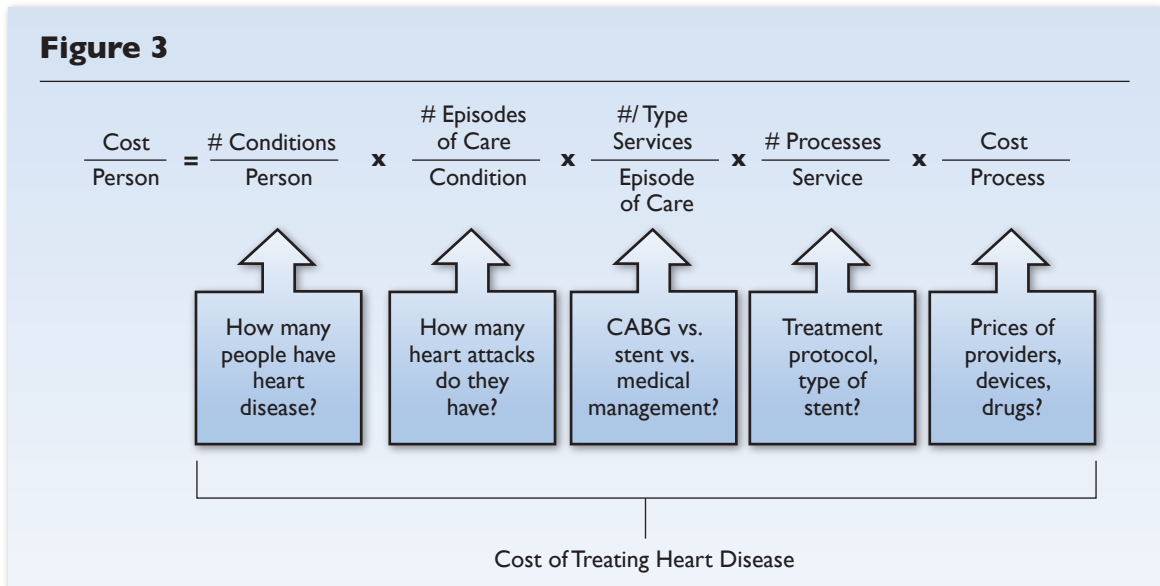 Figure 3
Cost
Person
=
# Conditions
Person
x
# Episodes
of Care
Condition
x
#/ Type
Services
Episode
of Care
x
# Processes
Service
x
Cost
Process
How many
people have
heart
disease?
How many
heart attacks
do they
have?
CABG vs.
stent vs.
medical
management?
Treatment
protocol,
type of
stent?
Prices of
providers,
devices,
drugs?
Cost of Treating Heart Disease